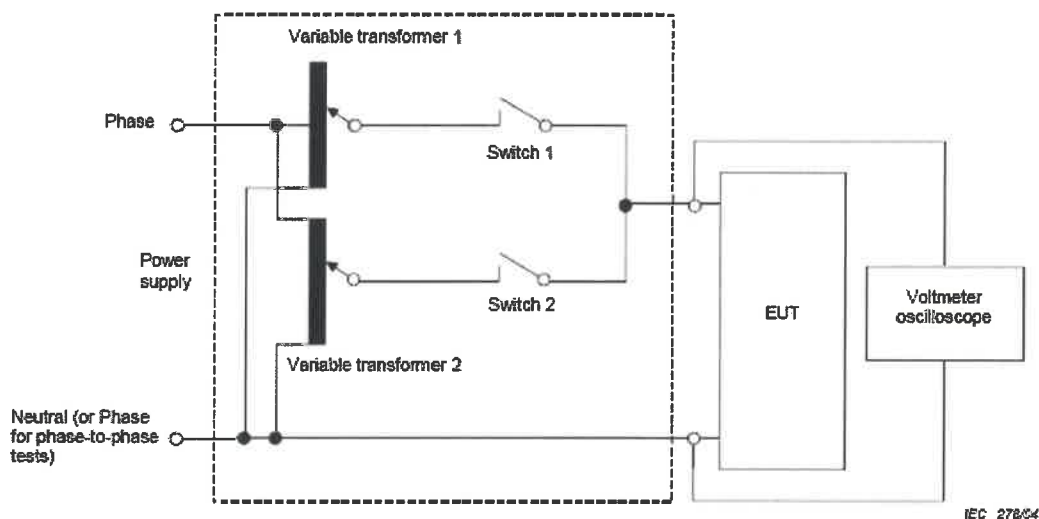 Variable transformer 1
Phase
Switch 1
Power
supply
Switch 2
EUT
Voltmeter
oscilloscope
Variable transformer 2
Neutral (or Phase
for phase-to-phase
tests)
IEC 278/04